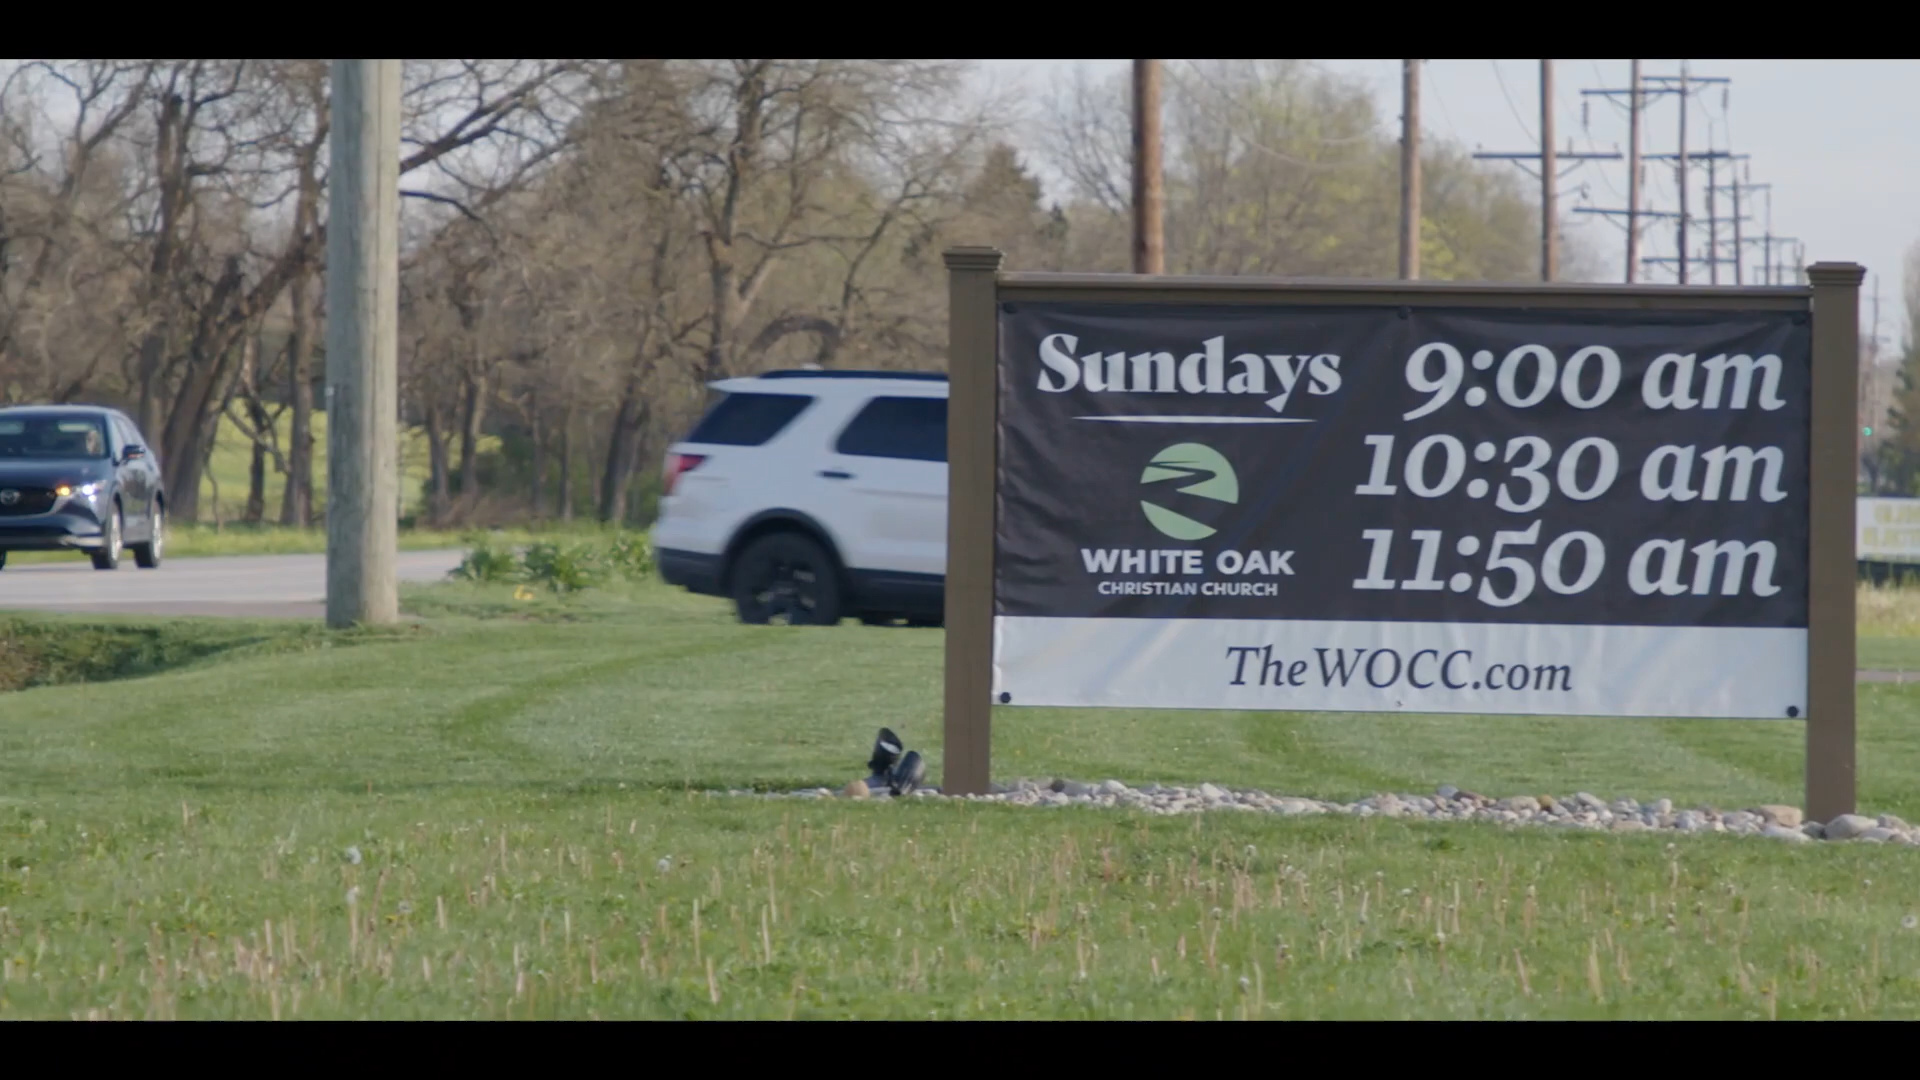 Sundays
9:00 am
10:30 am
11:50 am
WHITE OAK
CHRISTIAN CHURCH
TheWOCC.com